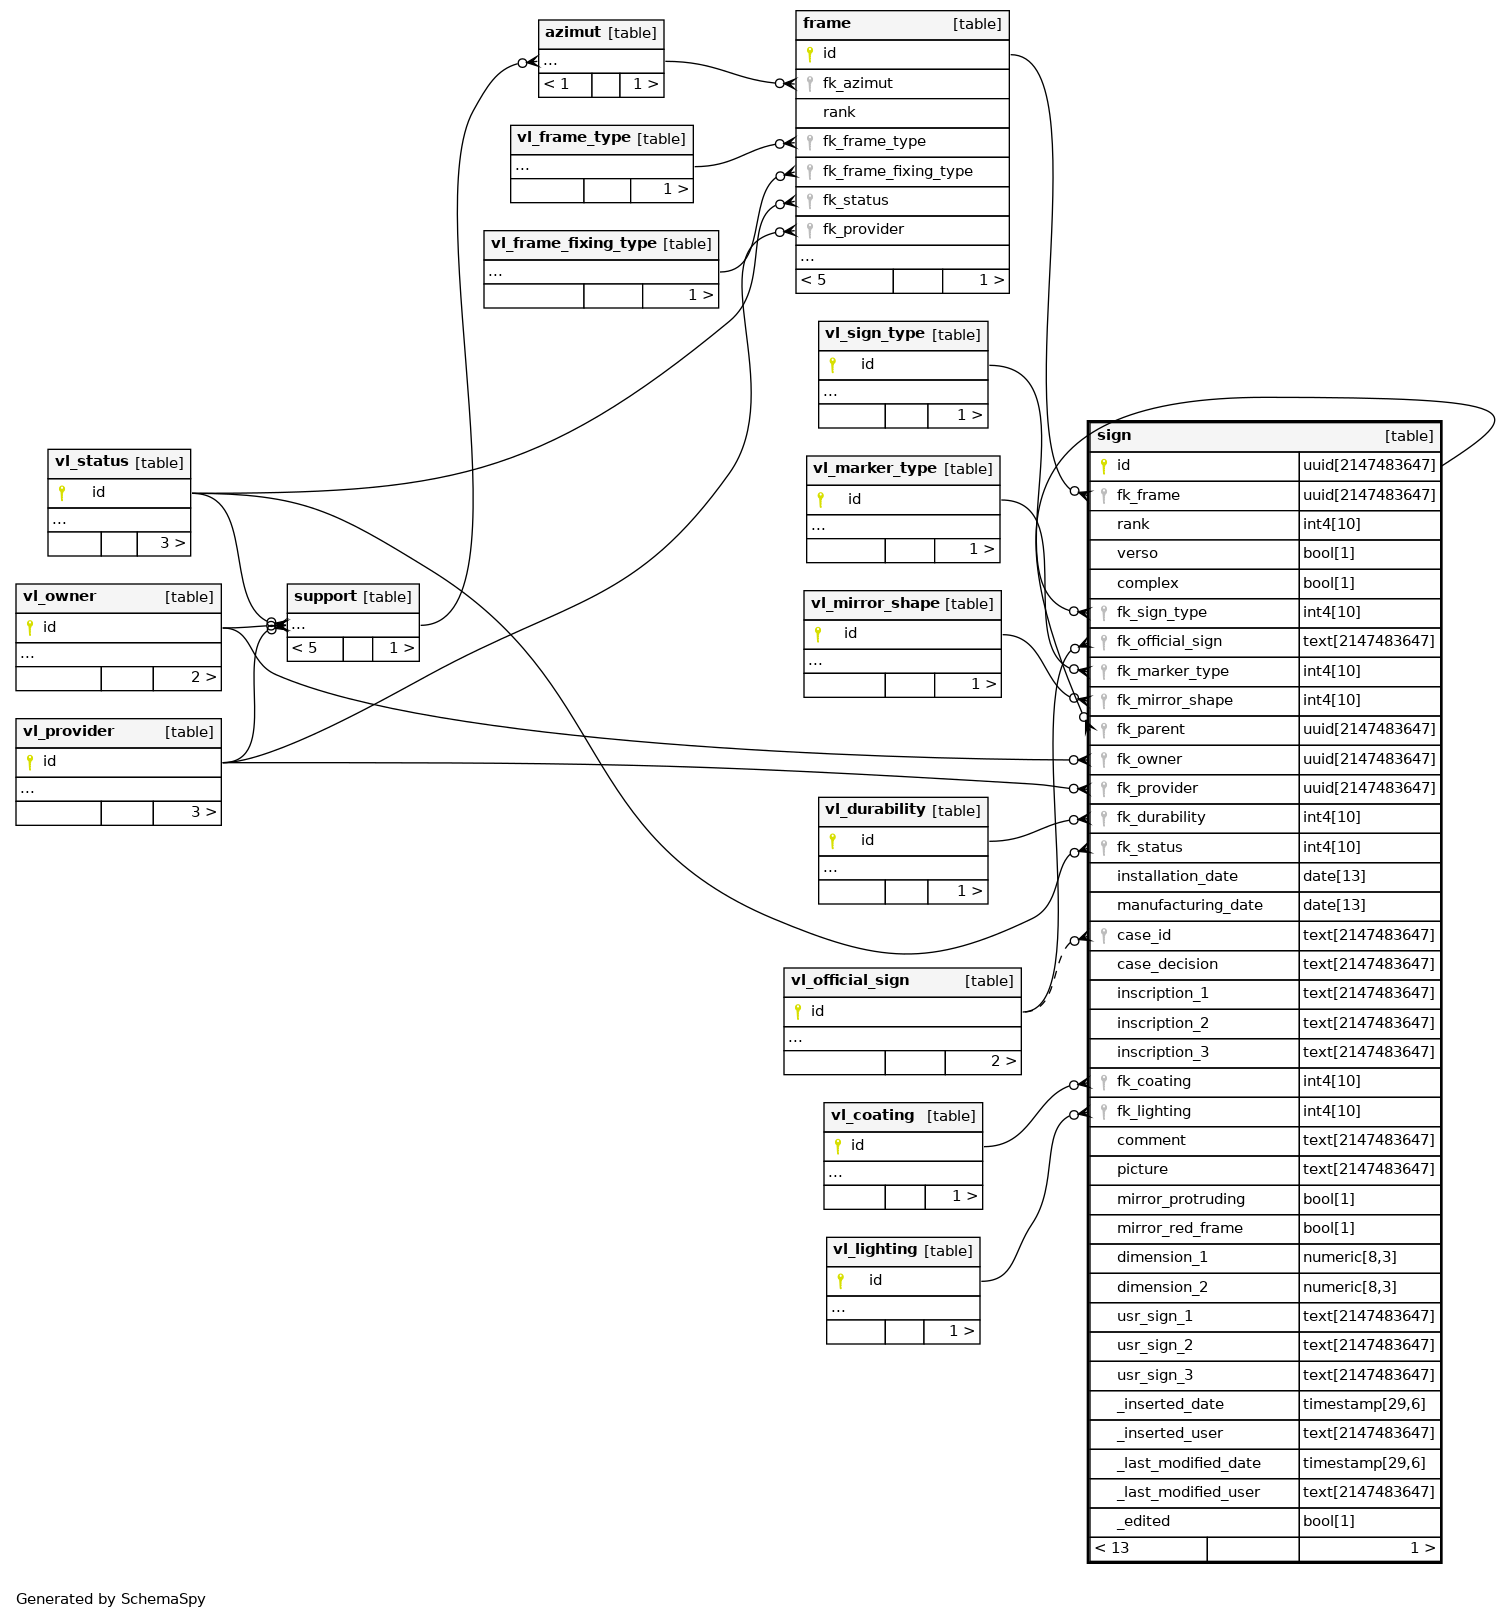 azimut [table]
...
< 1 1 >
frame [table]
id
fk_azimut
rank
fk_frame_type
fk_frame_fixing_type
fk_status
fk_provider
...
< 5 1 >
vl_frame_type [table]
...
1 >
vl_frame_fixing_type [table]
...
1 >
vl_sign_type [table]
id
...
1 >
vl_status [table]
id
...
3 >
vl_marker_type [table]
id
...
1 >
vl_owner [table]
id
...
2 >
support [table]
...
< 5 1 >
vl_mirror_shape [table]
id
...
1 >
vl_provider [table]
id
...
3 >
vl_durability [table]
id
...
1 >
vl_official_sign [table]
id
...
2 >
vl_coating [table]
id
...
1 >
vl_lighting [table]
id
...
1 >
sign [table]
id uuid[2147483647]
fk_frame uuid[2147483647]
rank int4[10]
verso bool[1]
complex bool[1]
fk_sign_type int4[10]
fk_official_sign text[2147483647]
fk_marker_type int4[10]
fk_mirror_shape int4[10]
fk_parent uuid[2147483647]
fk_owner uuid[2147483647]
fk_provider uuid[2147483647]
fk_durability int4[10]
fk_status int4[10]
installation_date date[13]
manufacturing_date date[13]
case_id text[2147483647]
case_decision text[2147483647]
inscription_1 text[2147483647]
inscription_2 text[2147483647]
inscription_3 text[2147483647]
fk_coating int4[10]
fk_lighting int4[10]
comment text[2147483647]
picture text[2147483647]
mirror_protruding bool[1]
mirror_red_frame bool[1]
dimension_1 numeric[8,3]
dimension_2 numeric[8,3]
usr_sign_1 text[2147483647]
usr_sign_2 text[2147483647]
usr_sign_3 text[2147483647]
_inserted_date timestamp[29,6]
_inserted_user text[2147483647]
_last_modified_date timestamp[29,6]
_last_modified_user text[2147483647]
_edited bool[1]
< 13 1 >
Generated by SchemaSpy